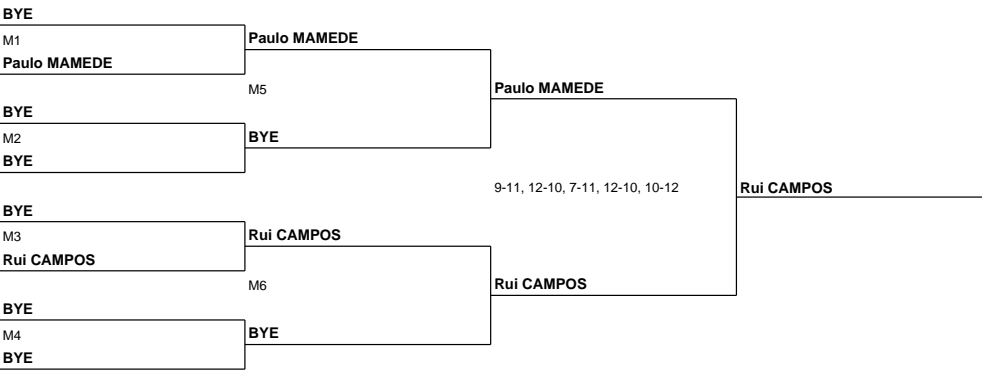 BYE
M1
Paulo MAMEDE
BYE
M2
BYE
BYE
M3
Rui CAMPOS
BYE
M4
BYE
Paulo MAMEDE
M5
BYE
Rui CAMPOS
M6
BYE
Paulo MAMEDE
9-11, 12-10, 7-11, 12-10, 10-12
Rui CAMPOS
Rui CAMPOS